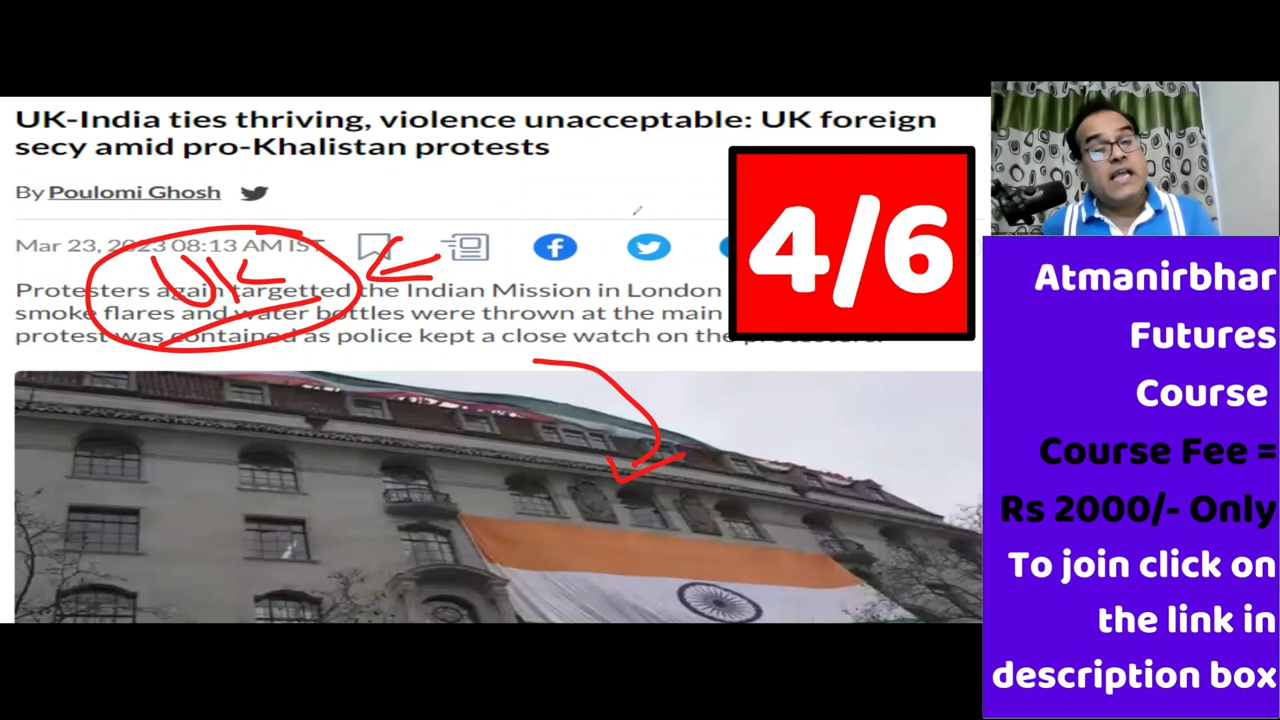 UK-India ties thriving, violence unacceptable: UK foreign
secy amid pro-Khalistan protests
By Poulomi Ghosh
Mar 23, 2023 08:13 AM IST
UK
Protesters again targetted the Indian Mission in London
smoke flares and water bottles were thrown at the main
protest was contained as police kept a close watch on the protesters.
4/6
Atmanirbhar
Futures
Course
Course Fee =
Rs 2000/- Only
To join click on
the link in
description box